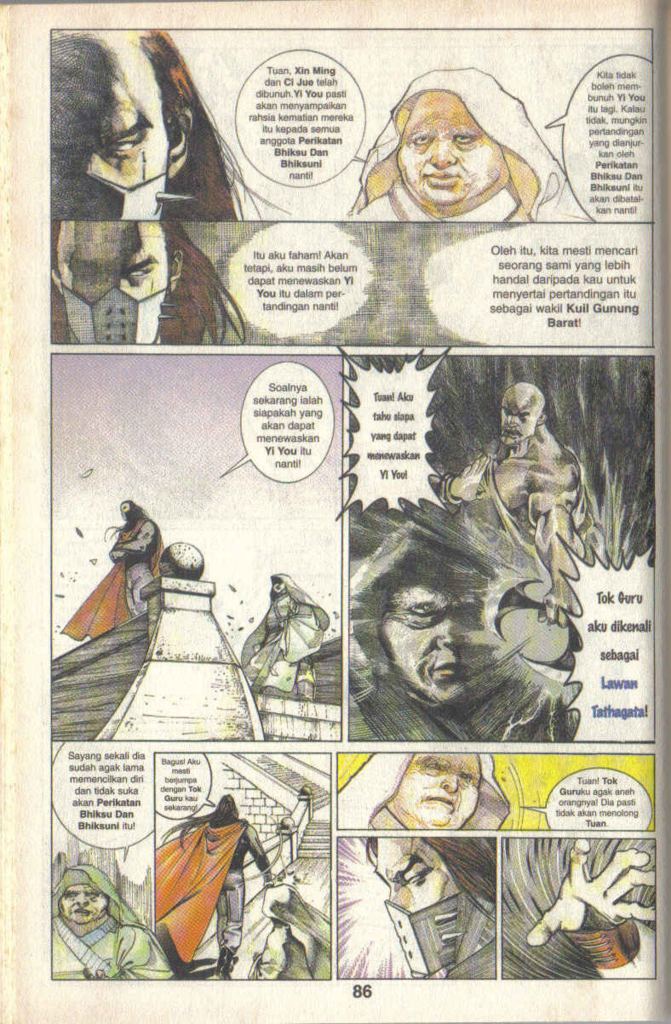 Tuan, Xin Ming
dan Ci Jue telah
dibunuh. Yi You pasti
akan menyampaikan
rahsia kematian mereka
itu kepada semua
anggota Perikatan
Bhiksu Dan
Bhiksuni
nanti!
Kita tidak
boleh mem-
bunuh Yi You
itu lagi. Kalau
tidak, mungkin
pertandingan
yang dianjur-
kan oleh
Perikatan
Bhiksu Dan
Bhiksuni itu
akan dibatal-
kan nanti!
Itu aku faham! Akan
tetapi, aku masih belum
dapat menewaskan Yi
You itu dalam per-
tandingan nanti!
Oleh itu, kita mesti mencari
seorang sami yang lebih
handal daripada kau untuk
menyertai pertandingan itu
sebagai wakil Kuil Gunung
Barat!
Soalnya
sekarang ialah
siapakah yang
akan dapat
menewaskan
Yi You itu
nanti!
Tuan! Aku
tahu siapa
yang dapat
menewaskan
Yi You!
Tok Guru
aku dikenali
sebagai
Lawan
Tathagata!
Sayang sekali dia
sudah agak lama
memencilkan diri
dan tidak suka
akan Perikatan
Bhiksu Dan
Bhiksuni itu!
Bagus! Aku
mesti
berjumpa
dengan Tok
Guru kau
sekarang!
Tuan! Tok
Guruku agak aneh
orangnya! Dia pasti
tidak akan menolong
Tuan.
86